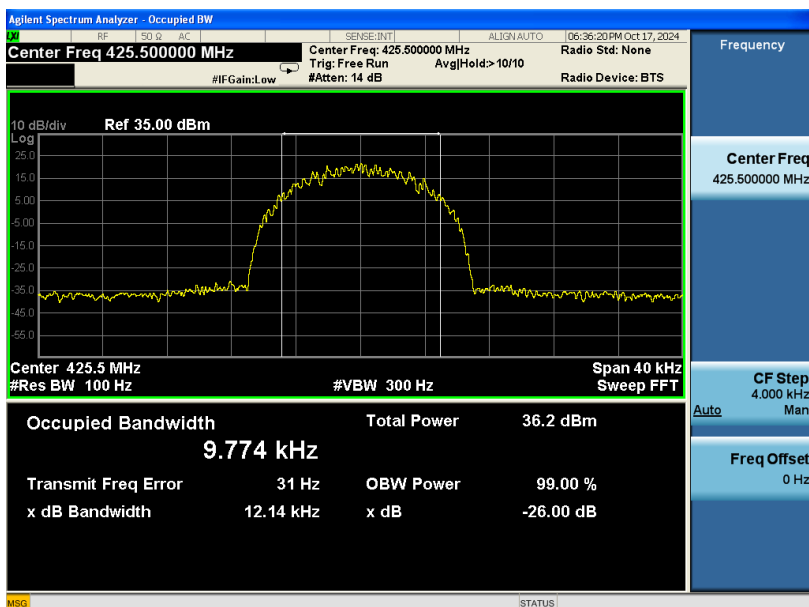 Agilent Spectrum Analyzer - Occupied BW
LXI RF 50 Ω AC SENSE:INT ALIGN AUTO 06:36:20 PM Oct 17, 2024
Center Freq 425.500000 MHz
Center Freq: 425.500000 MHz
Radio Std: None
Trig: Free Run Avg|Hold:>10/10
#IFGain:Low #Atten: 14 dB Radio Device: BTS
10 dB/div Ref 35.00 dBm
Log
25.0
15.0
5.00
-5.00
-15.0
-25.0
-35.0
-45.0
-55.0
Center 425.5 MHz Span 40 kHz
#Res BW 100 Hz #VBW 300 Hz Sweep FFT
Occupied Bandwidth Total Power 36.2 dBm
9.774 kHz
Transmit Freq Error 31 Hz OBW Power 99.00 %
x dB Bandwidth 12.14 kHz x dB -26.00 dB
MSG STATUS
Frequency
Center Freq
425.500000 MHz
CF Step
4.000 kHz
Auto Man
Freq Offset
0 Hz